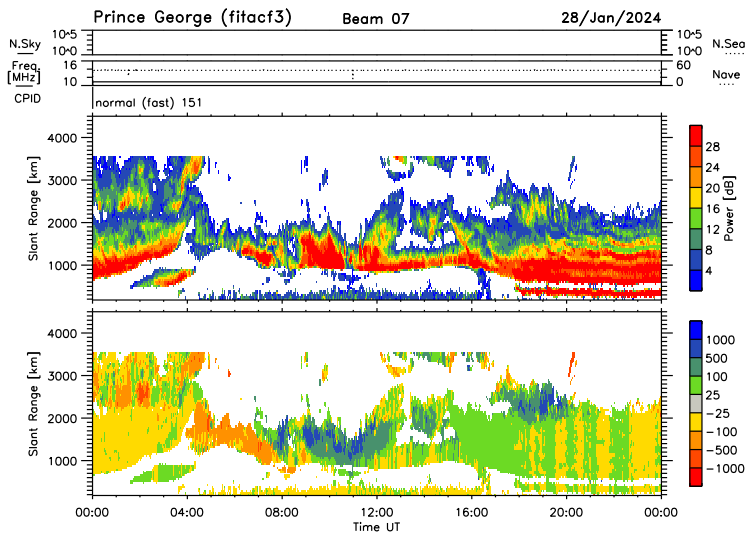 Prince George (fitacf3) Beam 07 28/Jan/2024
N.Sky 10^5 10^5 N.Sea
10^0 10^0
Freq. 16 60
[MHz] 10 0 Nave
CPID normal (fast) 151
4000
3000
2000
1000
Slant Range [km]
28
24
20
16
12
8
4
Power [dB]
4000
3000
2000
1000
Slant Range [km]
1000
500
100
25
-25
-100
-500
-1000
00:00 04:00 08:00 12:00 16:00 20:00 00:00
Time UT